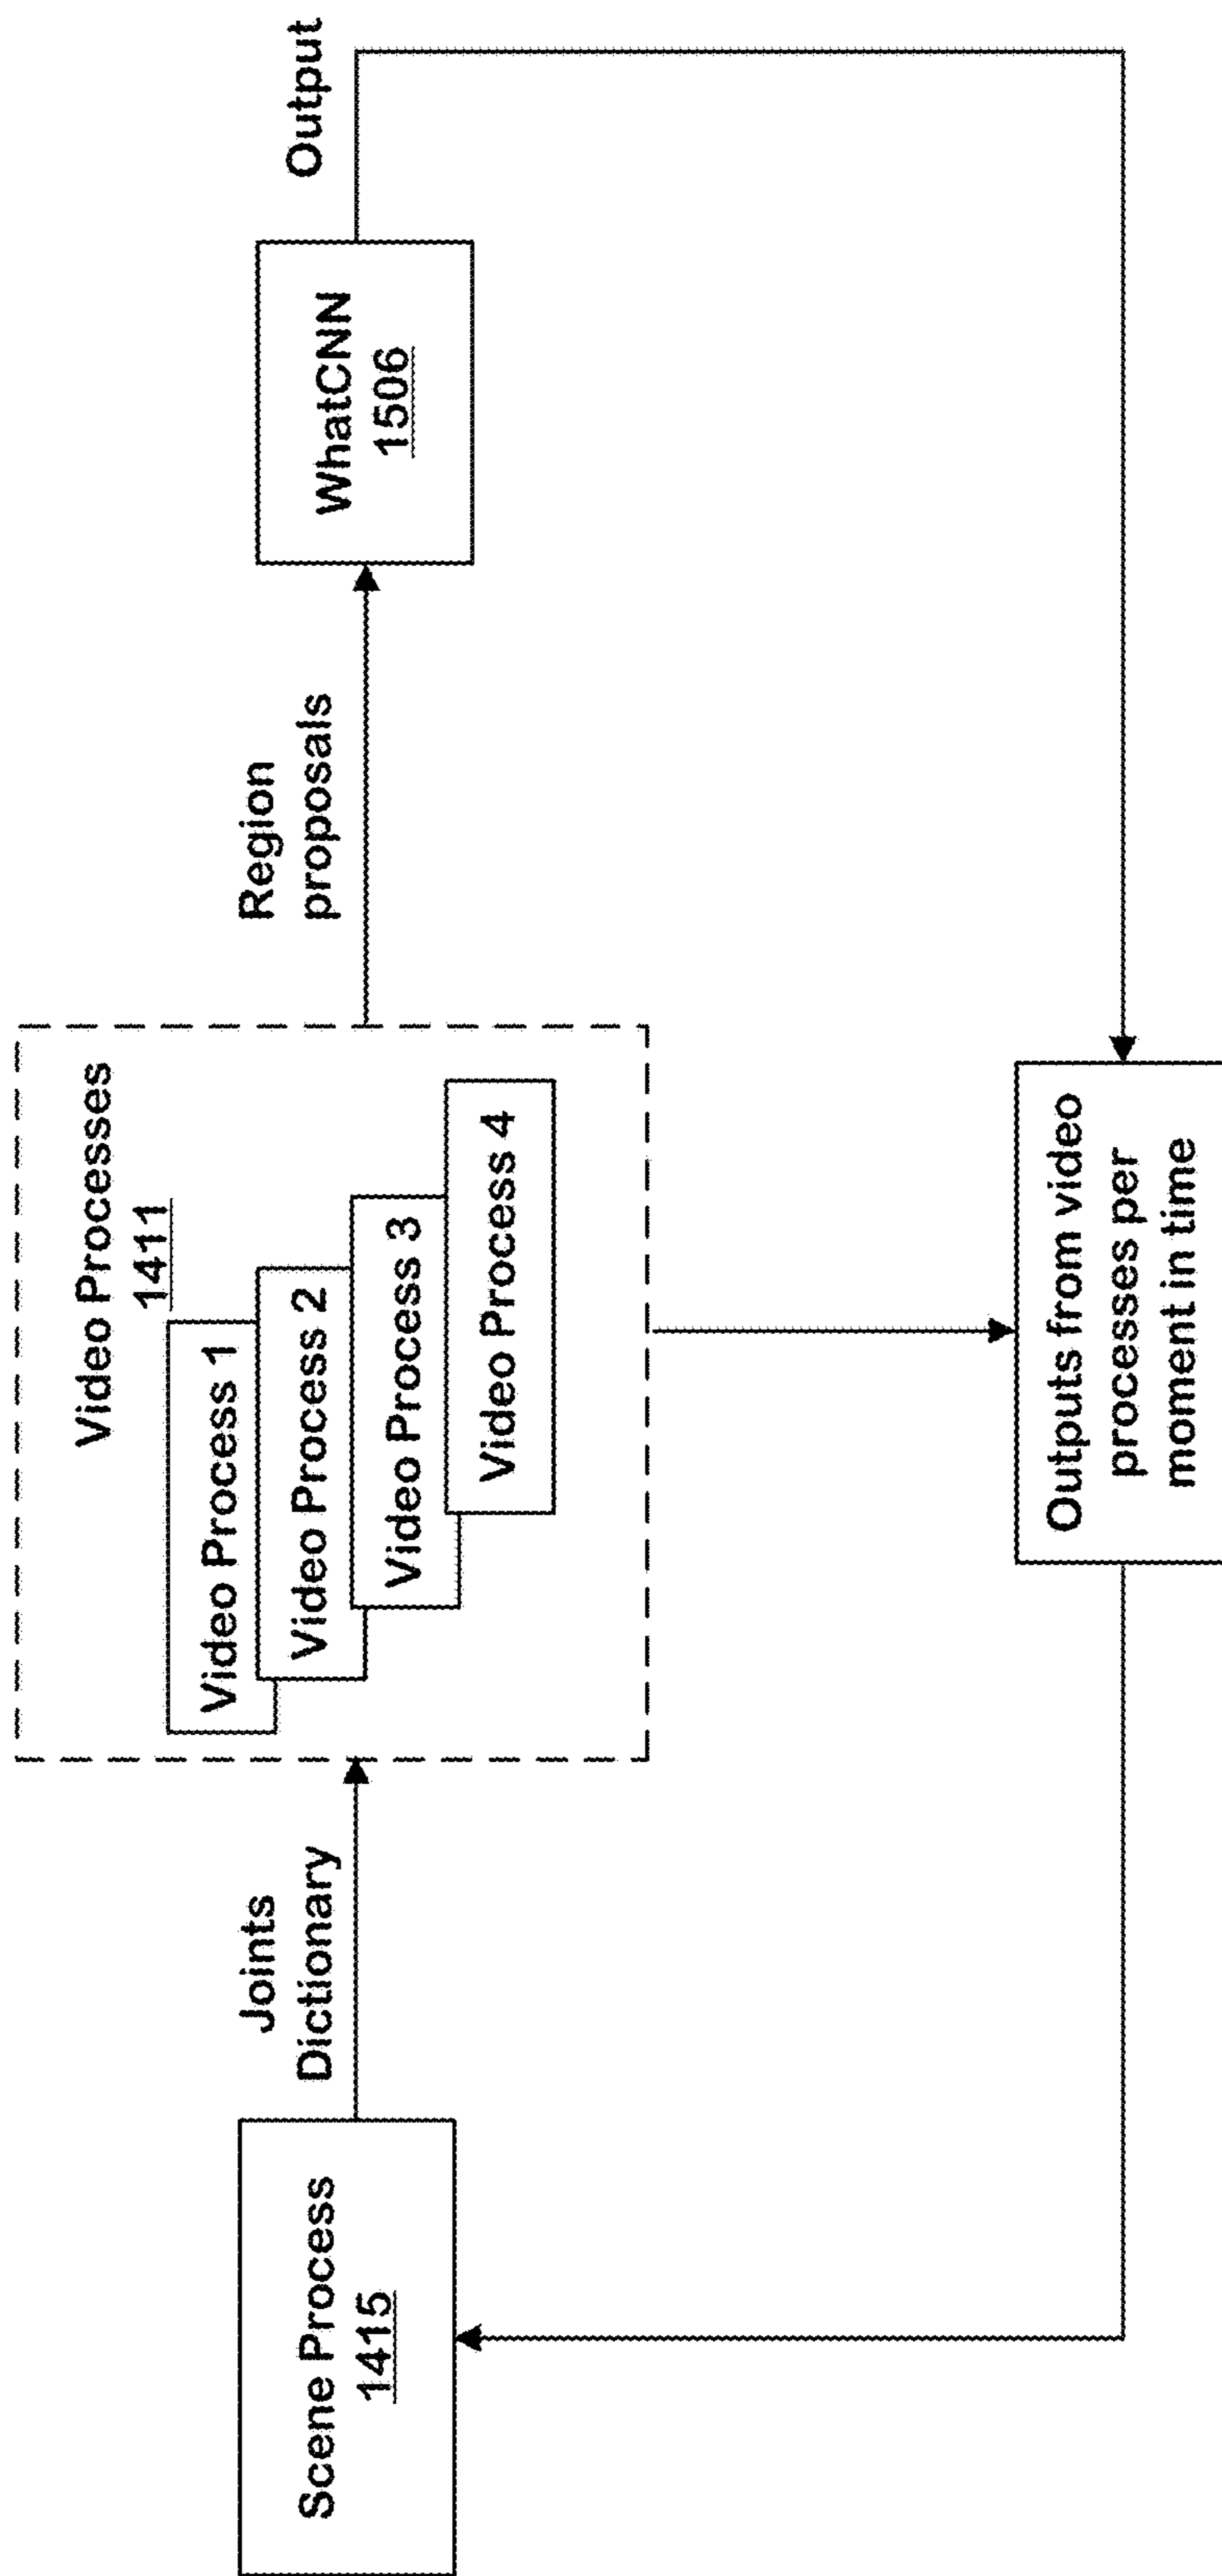 Scene Process
1415
Joints
Dictionary
Video Processes
1411
Video Process 1
Video Process 2
Video Process 3
Video Process 4
Region
proposals
WhatCNN
1506
Output
Outputs from video
processes per
moment in time